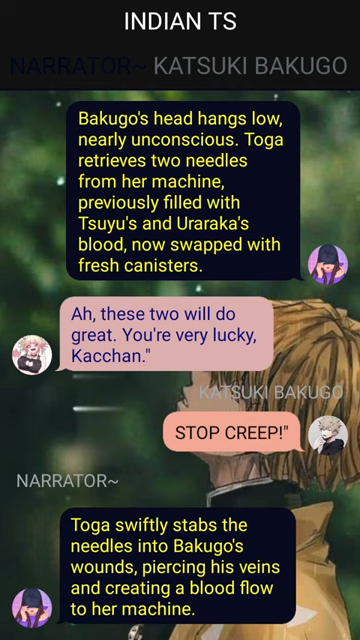 INDIAN TS
NARRATOR~ KATSUKI BAKUGO
Bakugo's head hangs low,
nearly unconscious. Toga
retrieves two needles
from her machine,
previously filled with
Tsuyu's and Uraraka's
blood, now swapped with
fresh canisters.
Ah, these two will do
great. You're very lucky,
Kacchan."
KATSUKI BAKUGO
STOP CREEP!"
NARRATOR~
Toga swiftly stabs the
needles into Bakugo's
wounds, piercing his veins
and creating a blood flow
to her machine.